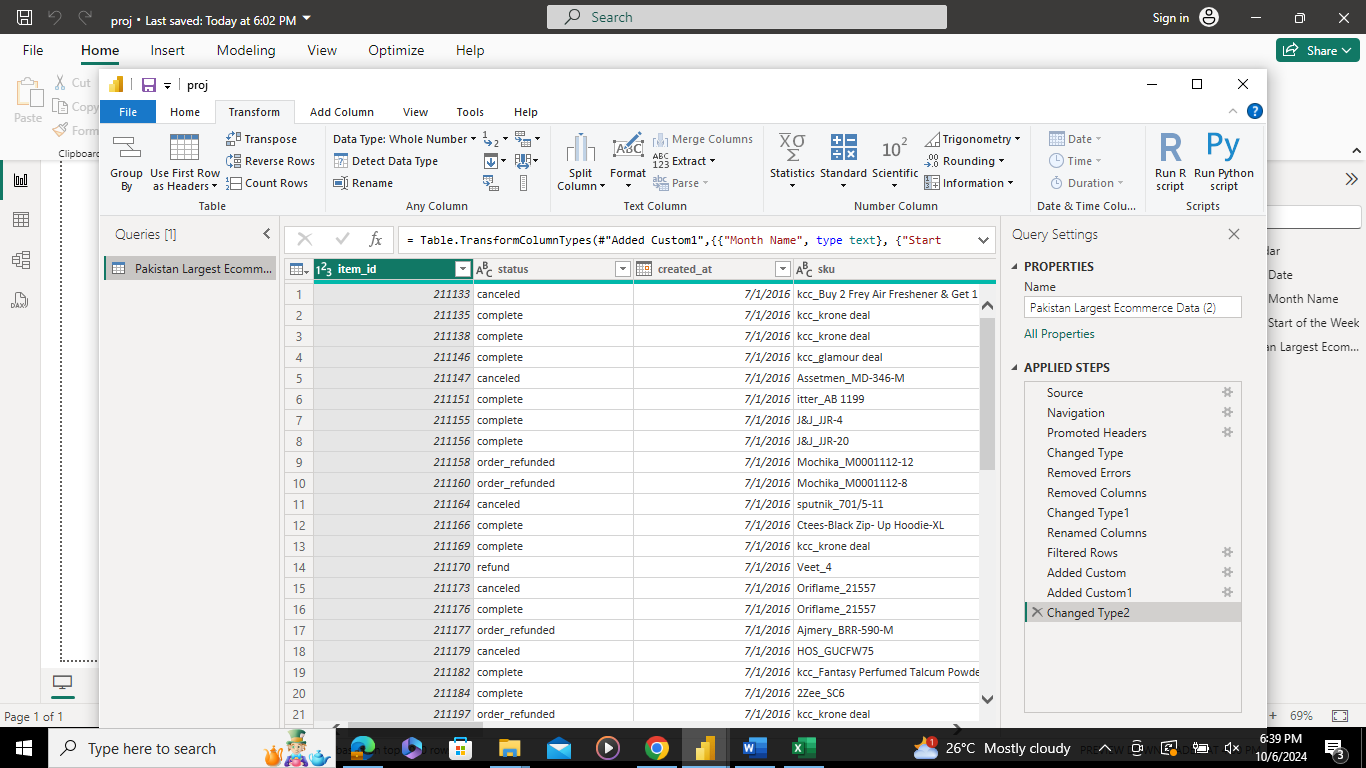 proj • Last saved: Today at 6:02 PM
Search
Sign in
File Home Insert Modeling View Optimize Help
Share
Paste
Cut
Copy
Form
Clipboard
proj
File Home Transform Add Column View Tools Help
Group By
Use First Row as Headers
Transpose
Reverse Rows
Count Rows
Table
Data Type: Whole Number
Detect Data Type
Rename
Any Column
Split Column
Format
Merge Columns
Extract
Parse
Text Column
Statistics
Standard
Scientific
Trigonometry
Rounding
Information
Number Column
Date
Time
Duration
Date & Time Colu...
Run R script
Run Python script
Scripts
Queries [1]
Pakistan Largest Ecomm...
= Table.TransformColumnTypes(#"Added Custom1",{{"Month Name", type text}, {"Start
item_id status created_at sku
1 211133 canceled 7/1/2016 kcc_Buy 2 Frey Air Freshener & Get 1
2 211135 complete 7/1/2016 kcc_krone deal
3 211138 complete 7/1/2016 kcc_krone deal
4 211146 complete 7/1/2016 kcc_glamour deal
5 211147 canceled 7/1/2016 Assetmen_MD-346-M
6 211151 complete 7/1/2016 itter_AB 1199
7 211155 complete 7/1/2016 J&J_JJR-4
8 211156 complete 7/1/2016 J&J_JJR-20
9 211158 order_refunded 7/1/2016 Mochika_M0001112-12
10 211160 order_refunded 7/1/2016 Mochika_M0001112-8
11 211164 canceled 7/1/2016 sputnik_701/5-11
12 211166 complete 7/1/2016 Ctees-Black Zip- Up Hoodie-XL
13 211169 complete 7/1/2016 kcc_krone deal
14 211170 refund 7/1/2016 Veet_4
15 211173 canceled 7/1/2016 Oriflame_21557
16 211176 complete 7/1/2016 Oriflame_21557
17 211177 order_refunded 7/1/2016 Ajmery_BRR-590-M
18 211179 canceled 7/1/2016 HOS_GUCFW75
19 211182 complete 7/1/2016 kcc_Fantasy Perfumed Talcum Powde
20 211184 complete 7/1/2016 2Zee_SC6
21 211197 order_refunded 7/1/2016 kcc_krone deal
Query Settings
PROPERTIES
Name
Pakistan Largest Ecommerce Data (2)
All Properties
APPLIED STEPS
Source
Navigation
Promoted Headers
Changed Type
Removed Errors
Removed Columns
Changed Type1
Renamed Columns
Filtered Rows
Added Custom
Added Custom1
Changed Type2
dar
Date
Month Name
Start of the Week
an Largest Ecom...
Page 1 of 1
69%
Type here to search
26°C Mostly cloudy
6:39 PM
10/6/2024
3